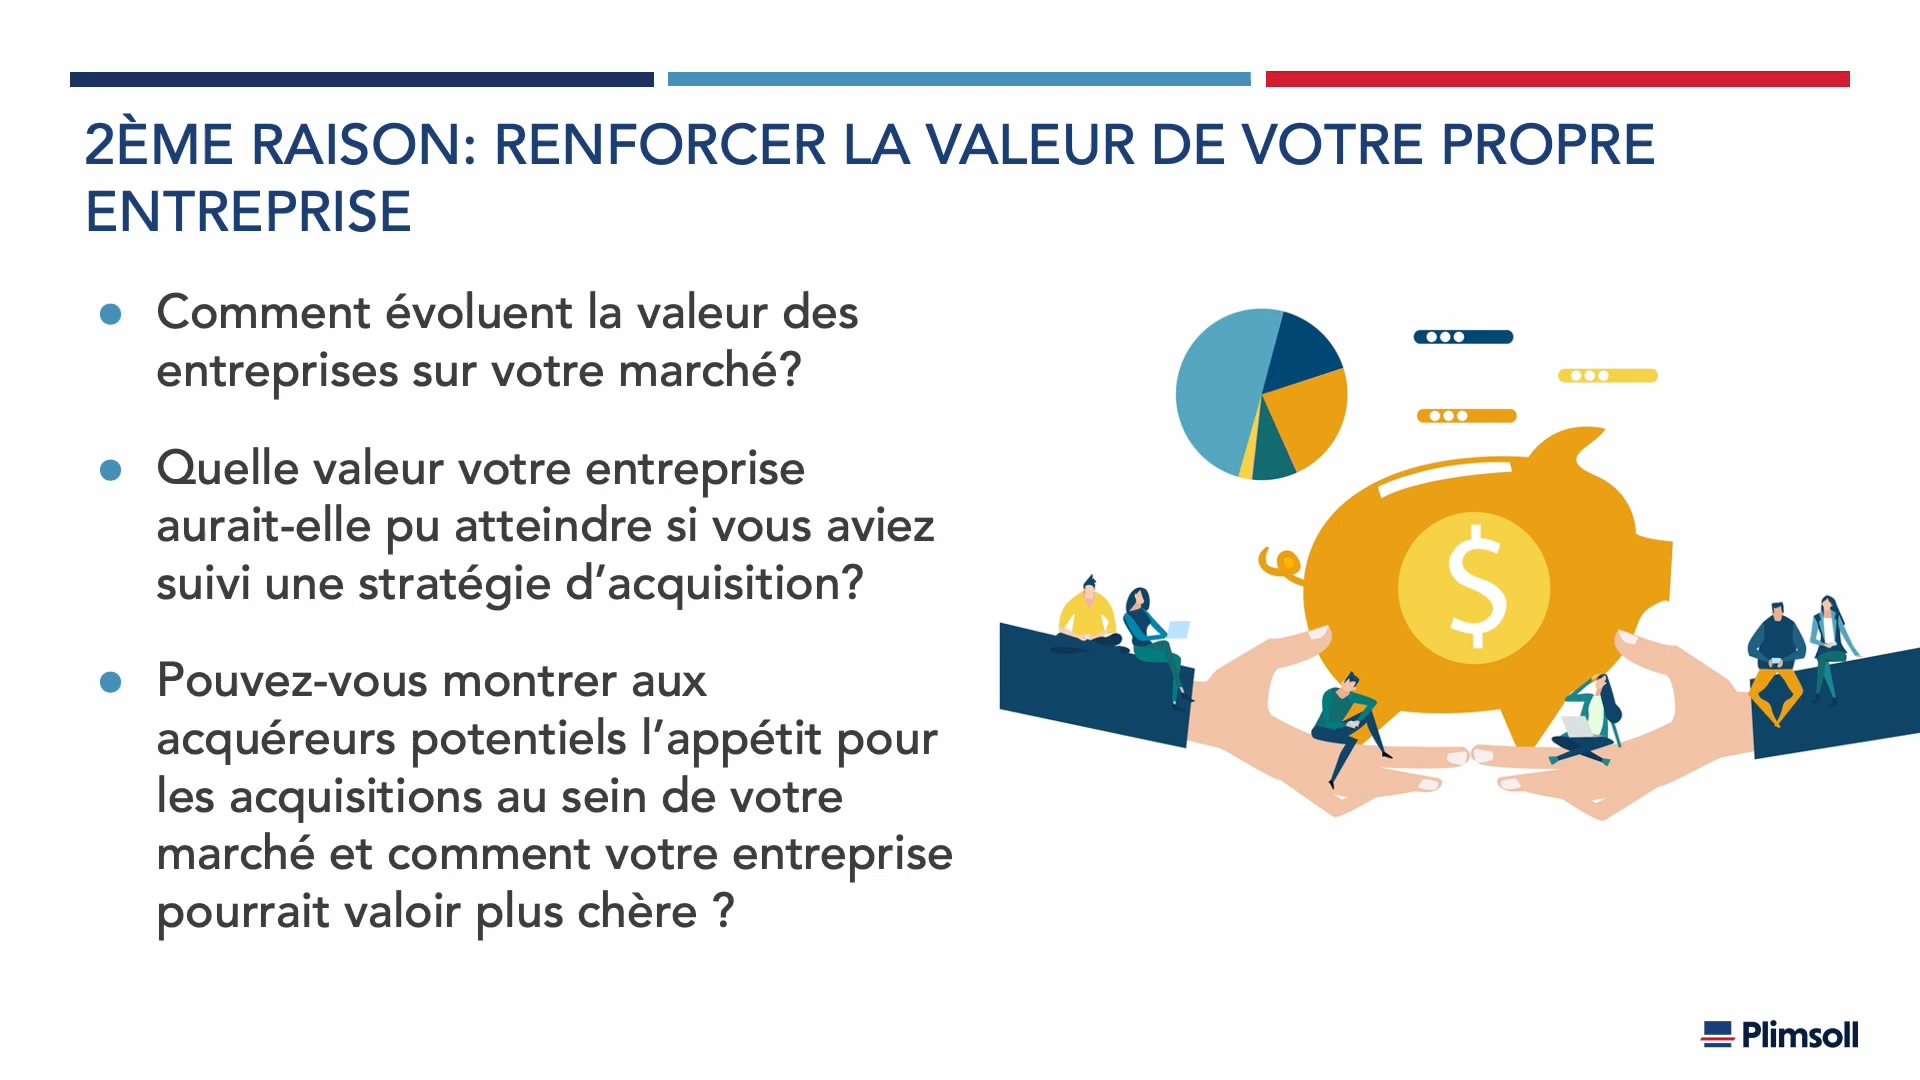 2ÈME RAISON: RENFORCER LA VALEUR DE VOTRE PROPRE
ENTREPRISE
Comment évoluent la valeur des
entreprises sur votre marché?
Quelle valeur votre entreprise
aurait-elle pu atteindre si vous aviez
suivi une stratégie d’acquisition?
Pouvez-vous montrer aux
acquéreurs potentiels l’appétit pour
les acquisitions au sein de votre
marché et comment votre entreprise
pourrait valoir plus chère ?
$
Plimsoll